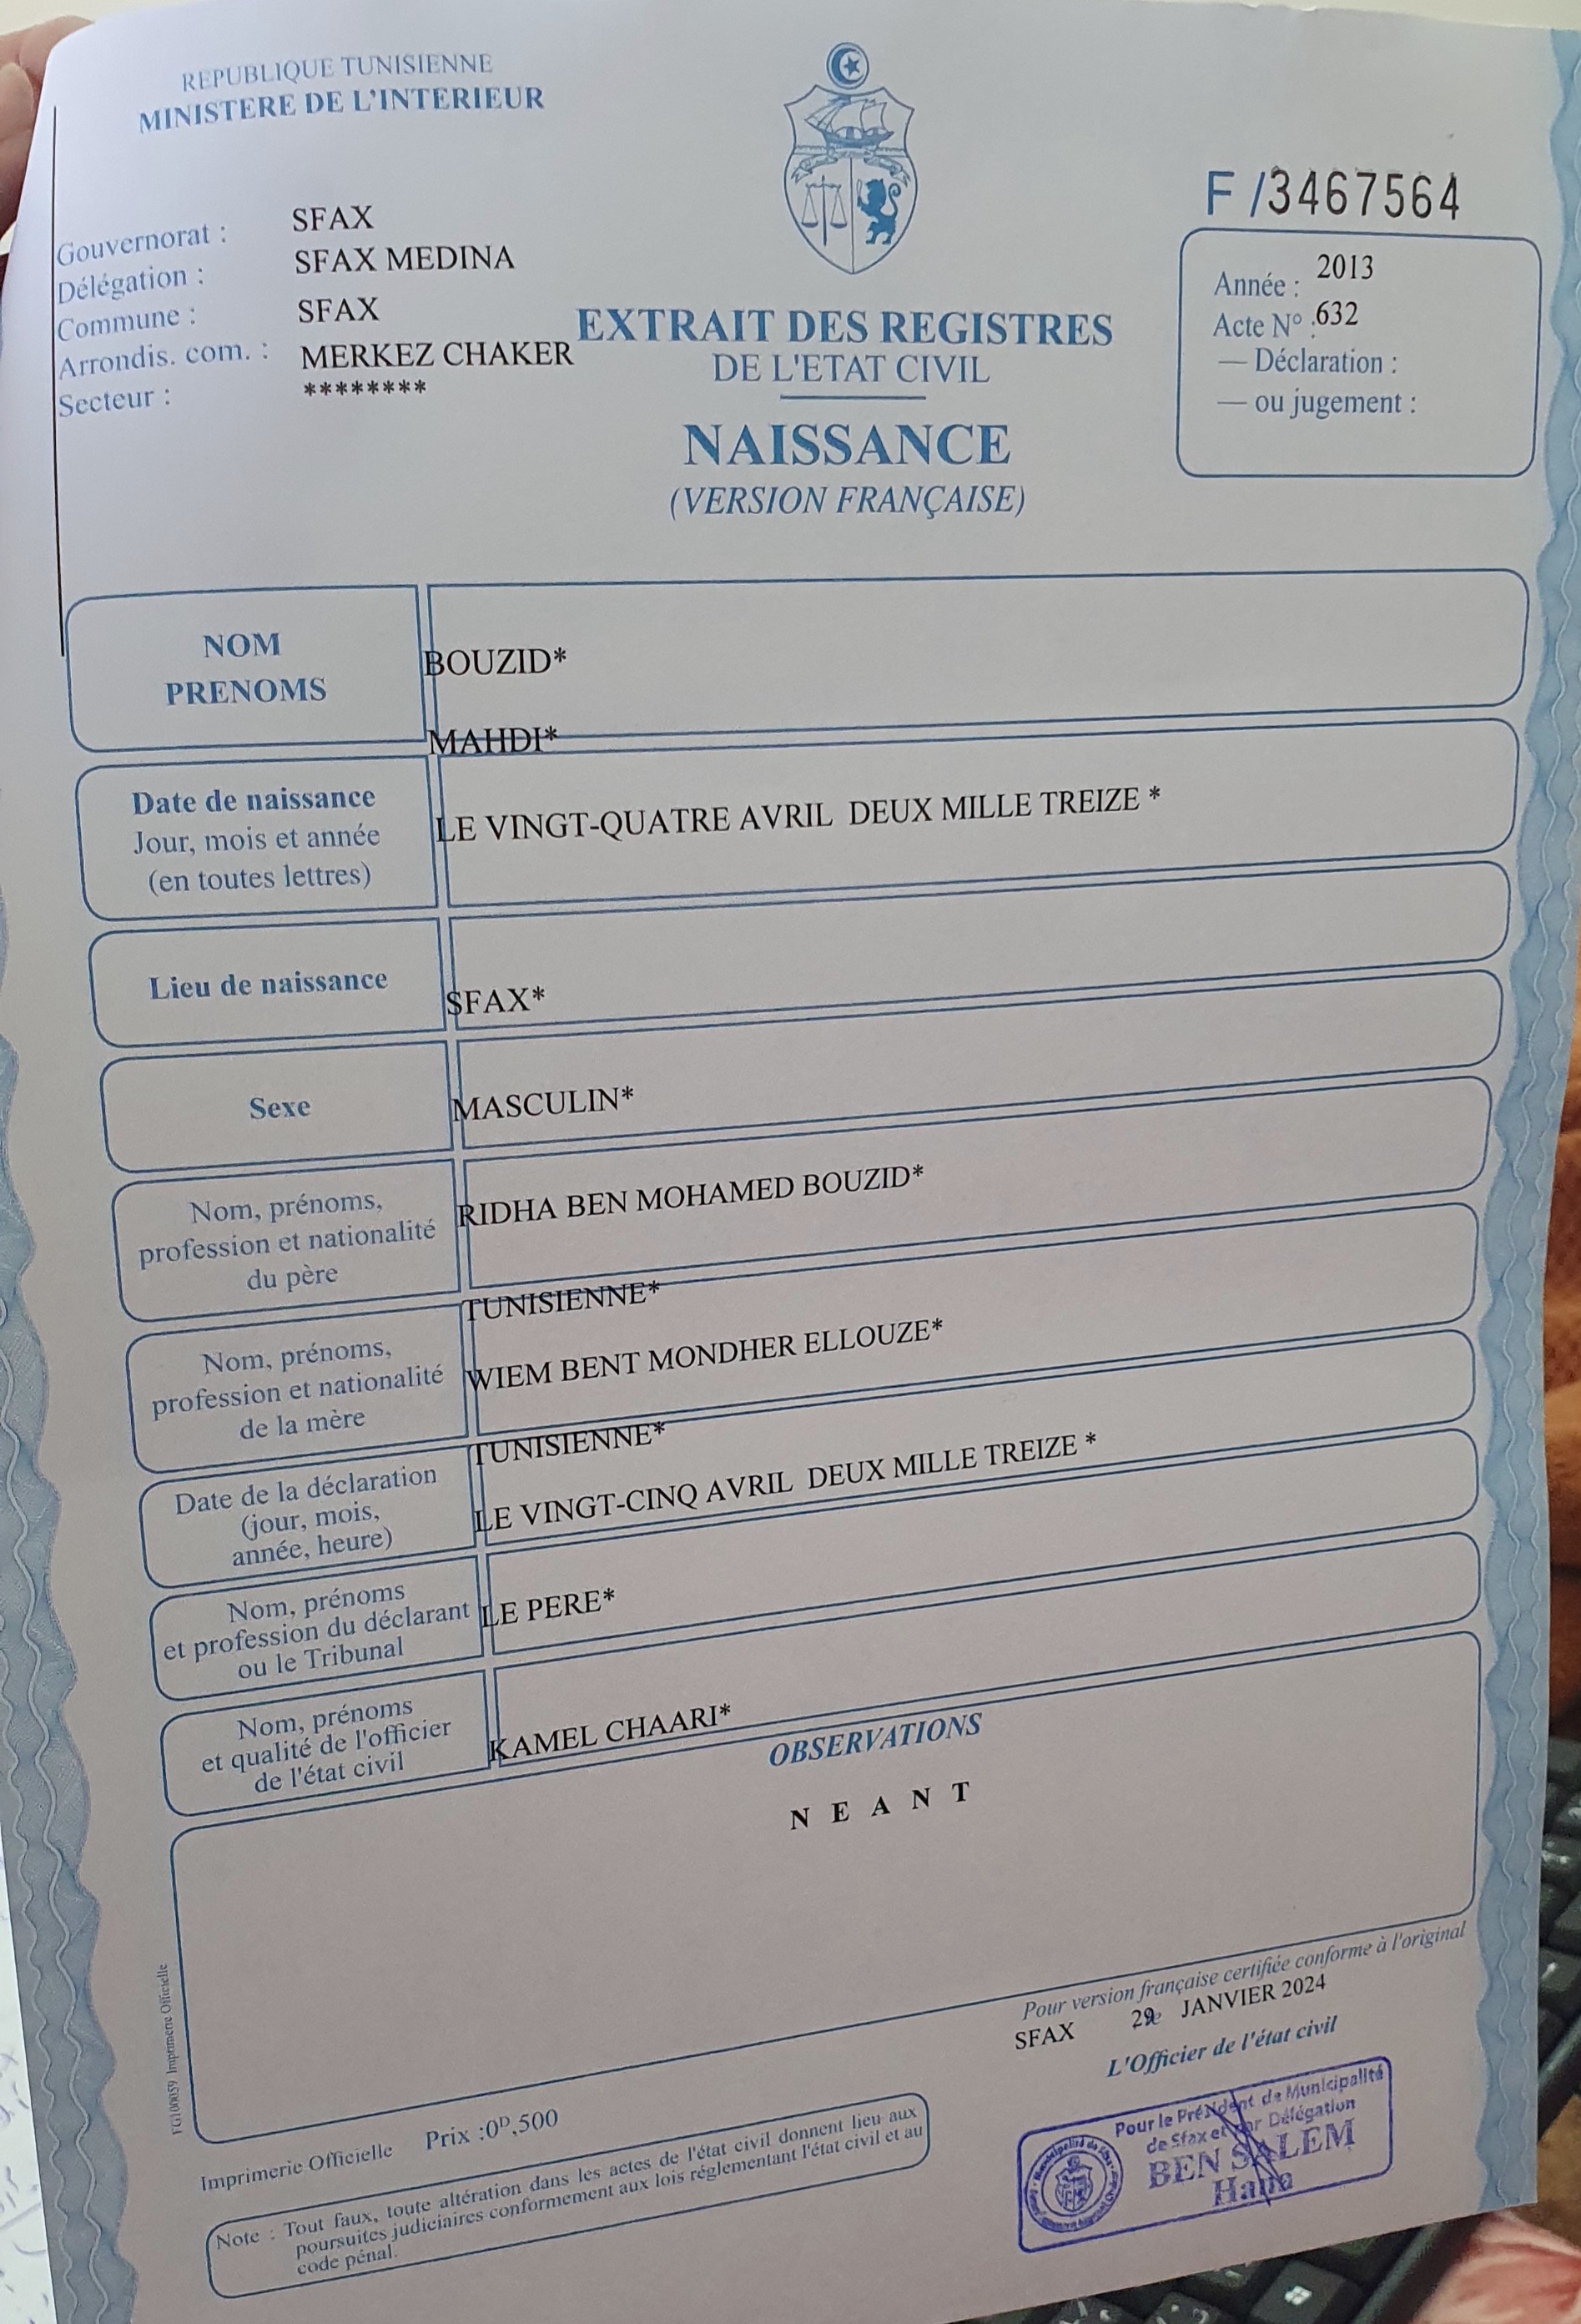 REPUBLIQUE TUNISIENNE
MINISTERE DE L'INTERIEUR
Gouvernorat : SFAX
Délégation : SFAX MEDINA
Commune : SFAX
Arrondis. com. : MERKEZ CHAKER
Secteur : ********
EXTRAIT DES REGISTRES
DE L'ETAT CIVIL
NAISSANCE
(VERSION FRANÇAISE)
F /3467564
Année : 2013
Acte N° : 632
— Déclaration :
— ou jugement :
NOM
PRENOMS
BOUZID*
MAHDI*
Date de naissance
Jour, mois et année
(en toutes lettres)
LE VINGT-QUATRE AVRIL DEUX MILLE TREIZE *
Lieu de naissance
SFAX*
Sexe
MASCULIN*
Nom, prénoms,
profession et nationalité
du père
RIDHA BEN MOHAMED BOUZID*
TUNISIENNE*
Nom, prénoms,
profession et nationalité
de la mère
WIEM BENT MONDHER ELLOUZE*
TUNISIENNE*
Date de la déclaration
(jour, mois,
année, heure)
LE VINGT-CINQ AVRIL DEUX MILLE TREIZE *
Nom, prénoms
et profession du déclarant
ou le Tribunal
LE PERE*
Nom, prénoms
et qualité de l'officier
de l'état civil
KAMEL CHAARI*
OBSERVATIONS
N E A N T
Pour version française certifiée conforme à l'original
SFAX le 29 JANVIER 2024
L'Officier de l'état civil
Pour le Président de Municipalité
de Sfax et par Délégation
BEN SALEM
FG100059 Imprimerie Officielle
Imprimerie Officielle Prix :0ᴰ,500
Note : Tout faux, toute altération dans les actes de l'état civil donnent lieu aux
poursuites judiciaires conformement aux lois réglementant l'état civil et au
code pénal.